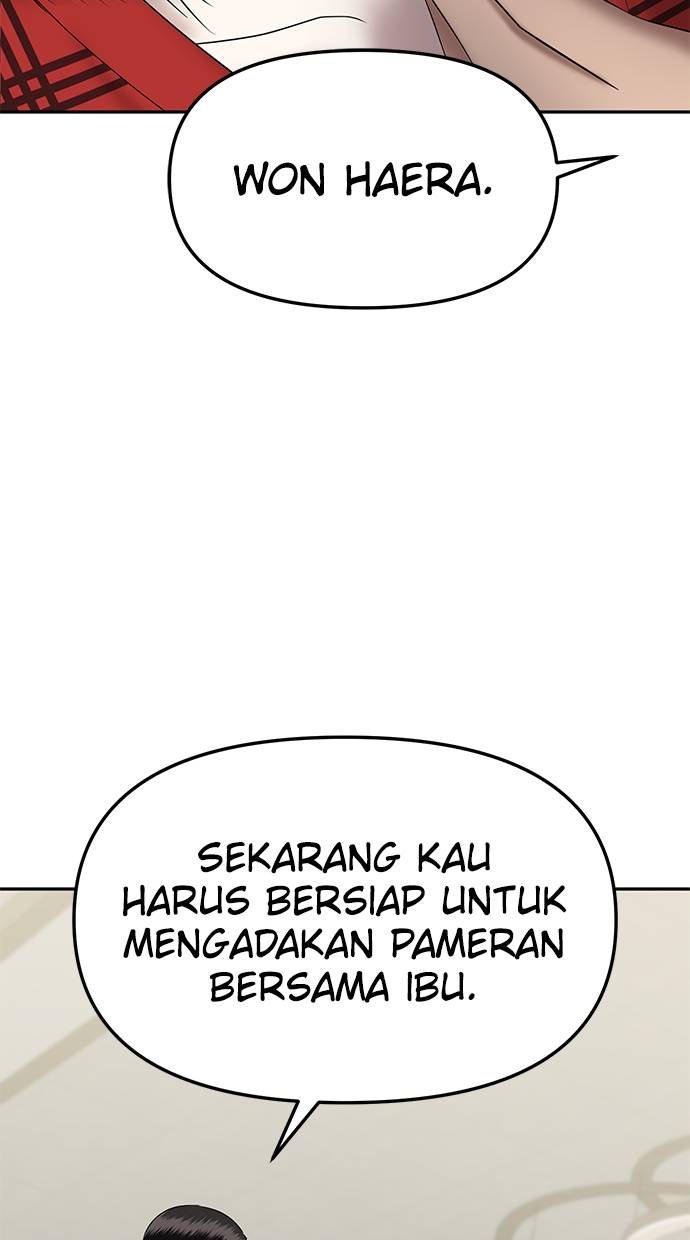 WON HAERA.
SEKARANG KAU
HARUS BERSIAP UNTUK
MENGADAKAN PAMERAN
BERSAMA IBU.